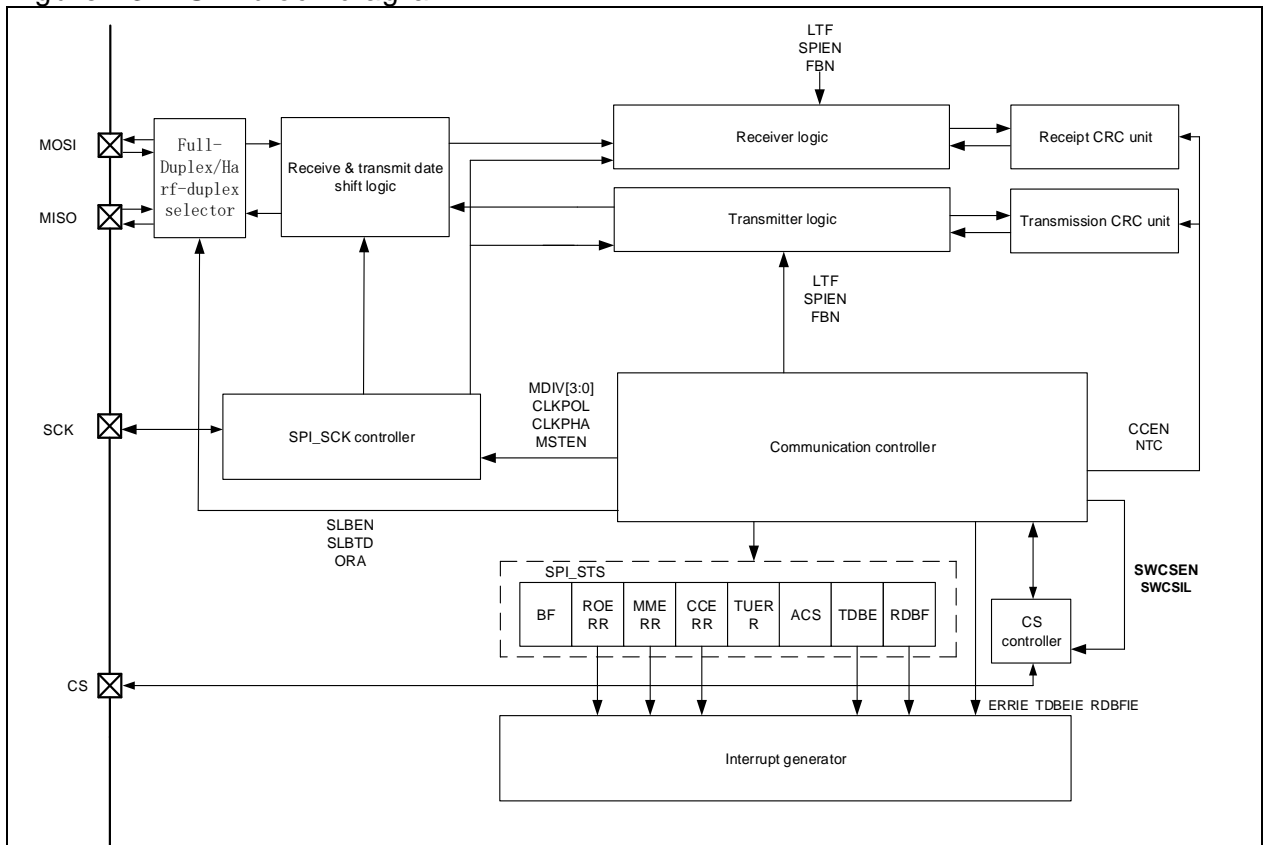 LTF
SPIEN
FBN
MOSI
MISO
Full-
Duplex/Ha
rf-duplex
selector
Receive & transmit date
shift logic
Receiver logic
Receipt CRC unit
Transmitter logic
Transmission CRC unit
LTF
SPIEN
FBN
SCK
SPI_SCK controller
MDIV[3:0]
CLKPOL
CLKPHA
MSTEN
Communication controller
CCEN
NTC
SLBEN
SLBTD
ORA
SPI_STS
BF
ROE
RR
MME
RR
CCE
RR
TUER
R
ACS
TDBE
RDBF
SWCSEN
SWCSIL
CS
controller
CS
ERRIE TDBEIE RDBFIE
Interrupt generator